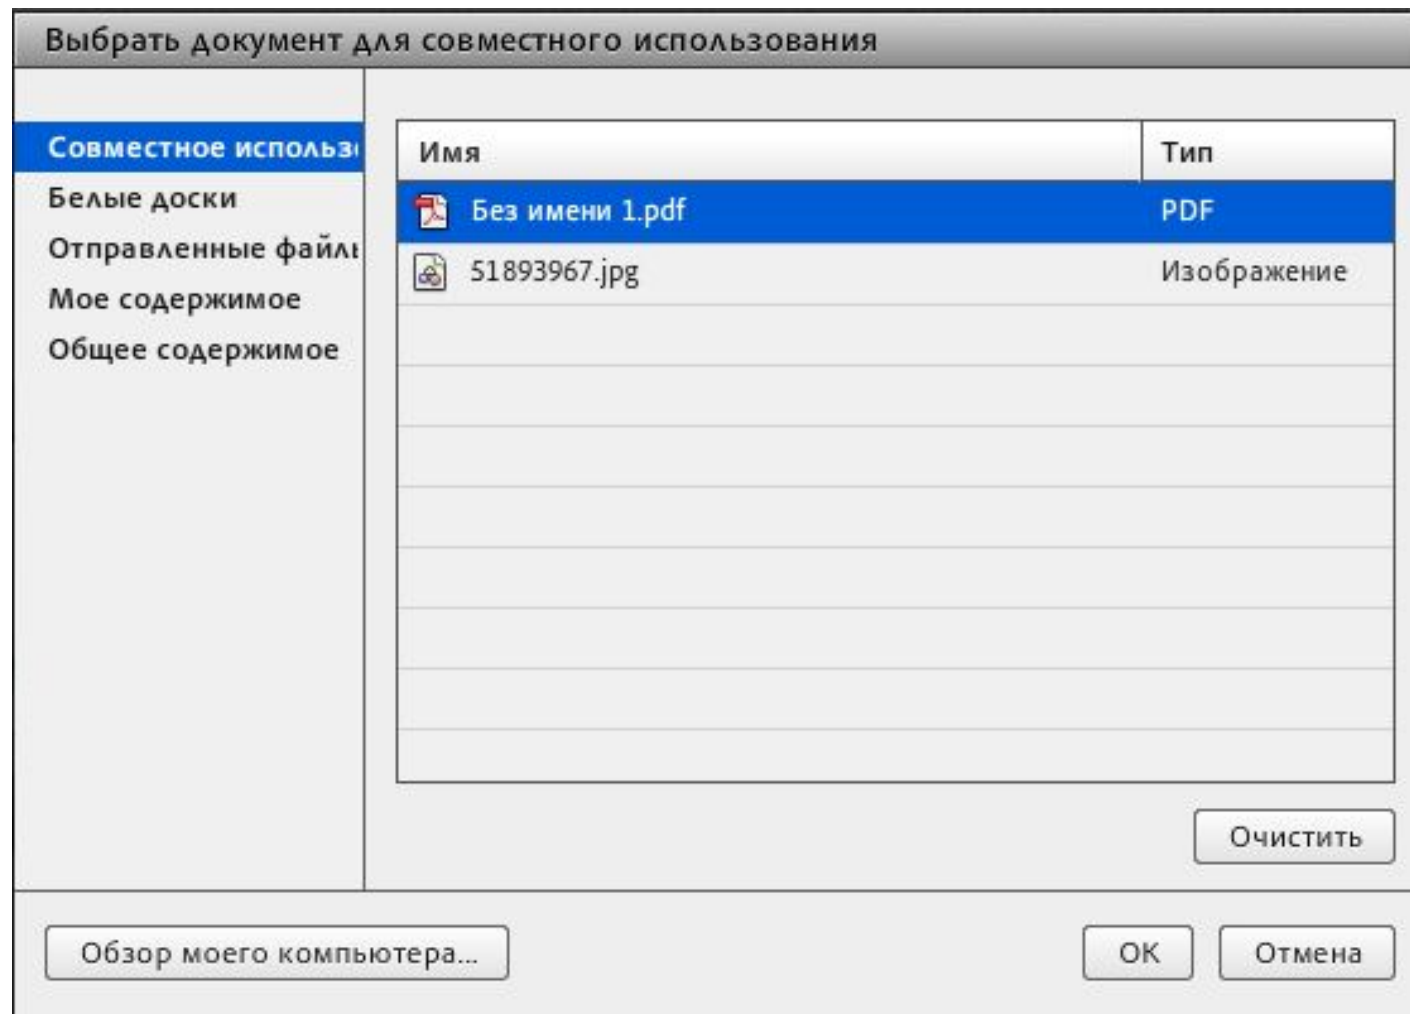 Выбрать документ для совместного использования
Совместное использ
Белые доски
Отправленные файль
Мое содержимое
Общее содержимое
Имя Тип
Без имени 1.pdf PDF
51893967.jpg Изображение
Очистить
Обзор моего компьютера... OK Отмена